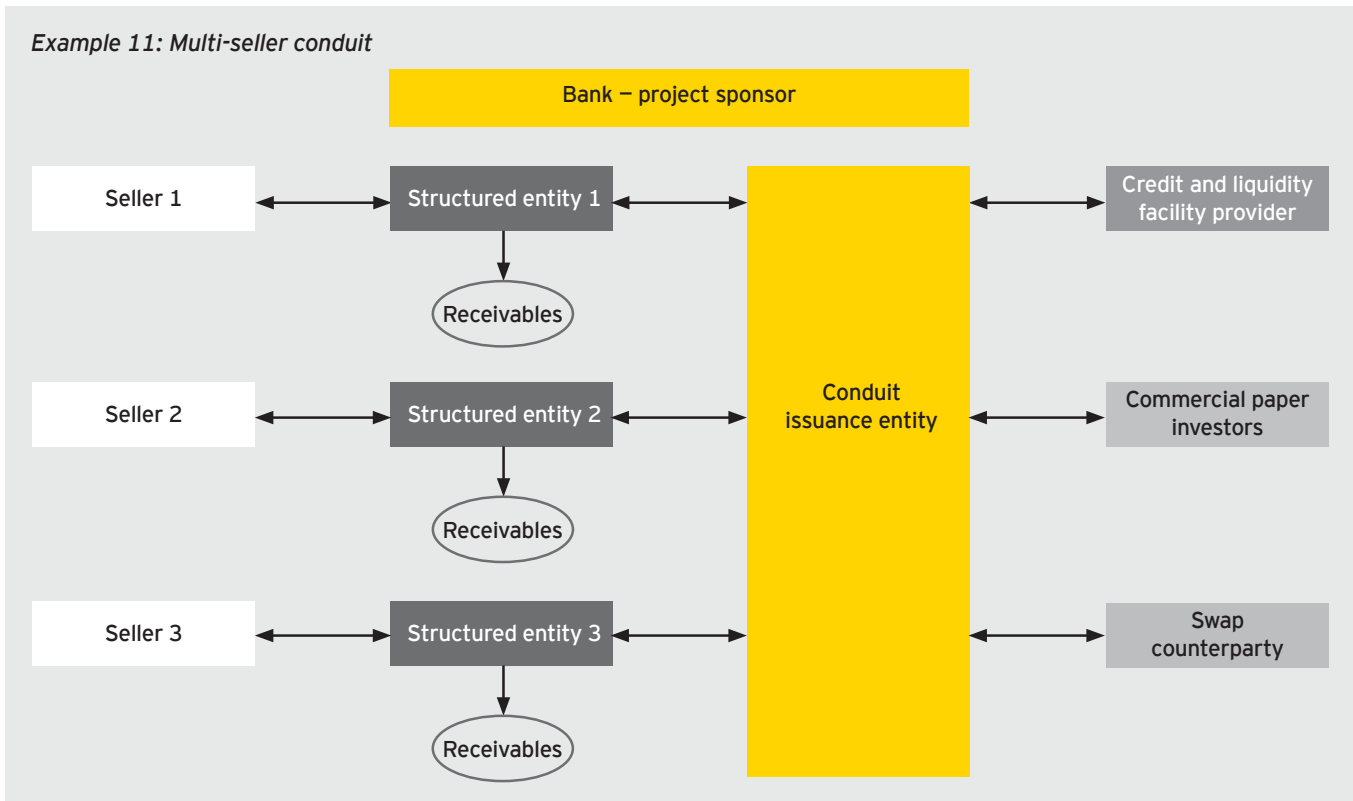 Example 11: Multi-seller conduit
Bank – project sponsor
Seller 1
Structured entity 1
Credit and liquidity
facility provider
Receivables
Seller 2
Structured entity 2
Conduit
issuance entity
Commercial paper
investors
Receivables
Seller 3
Structured entity 3
Swap
counterparty
Receivables